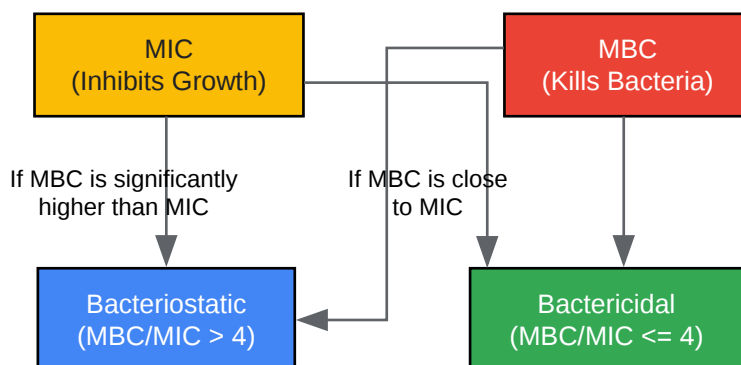 MIC
(Inhibits Growth)
MBC
(Kills Bacteria)
If MBC is significantly
higher than MIC
If MBC is close
to MIC
Bacteriostatic
(MBC/MIC > 4)
Bactericidal
(MBC/MIC <= 4)